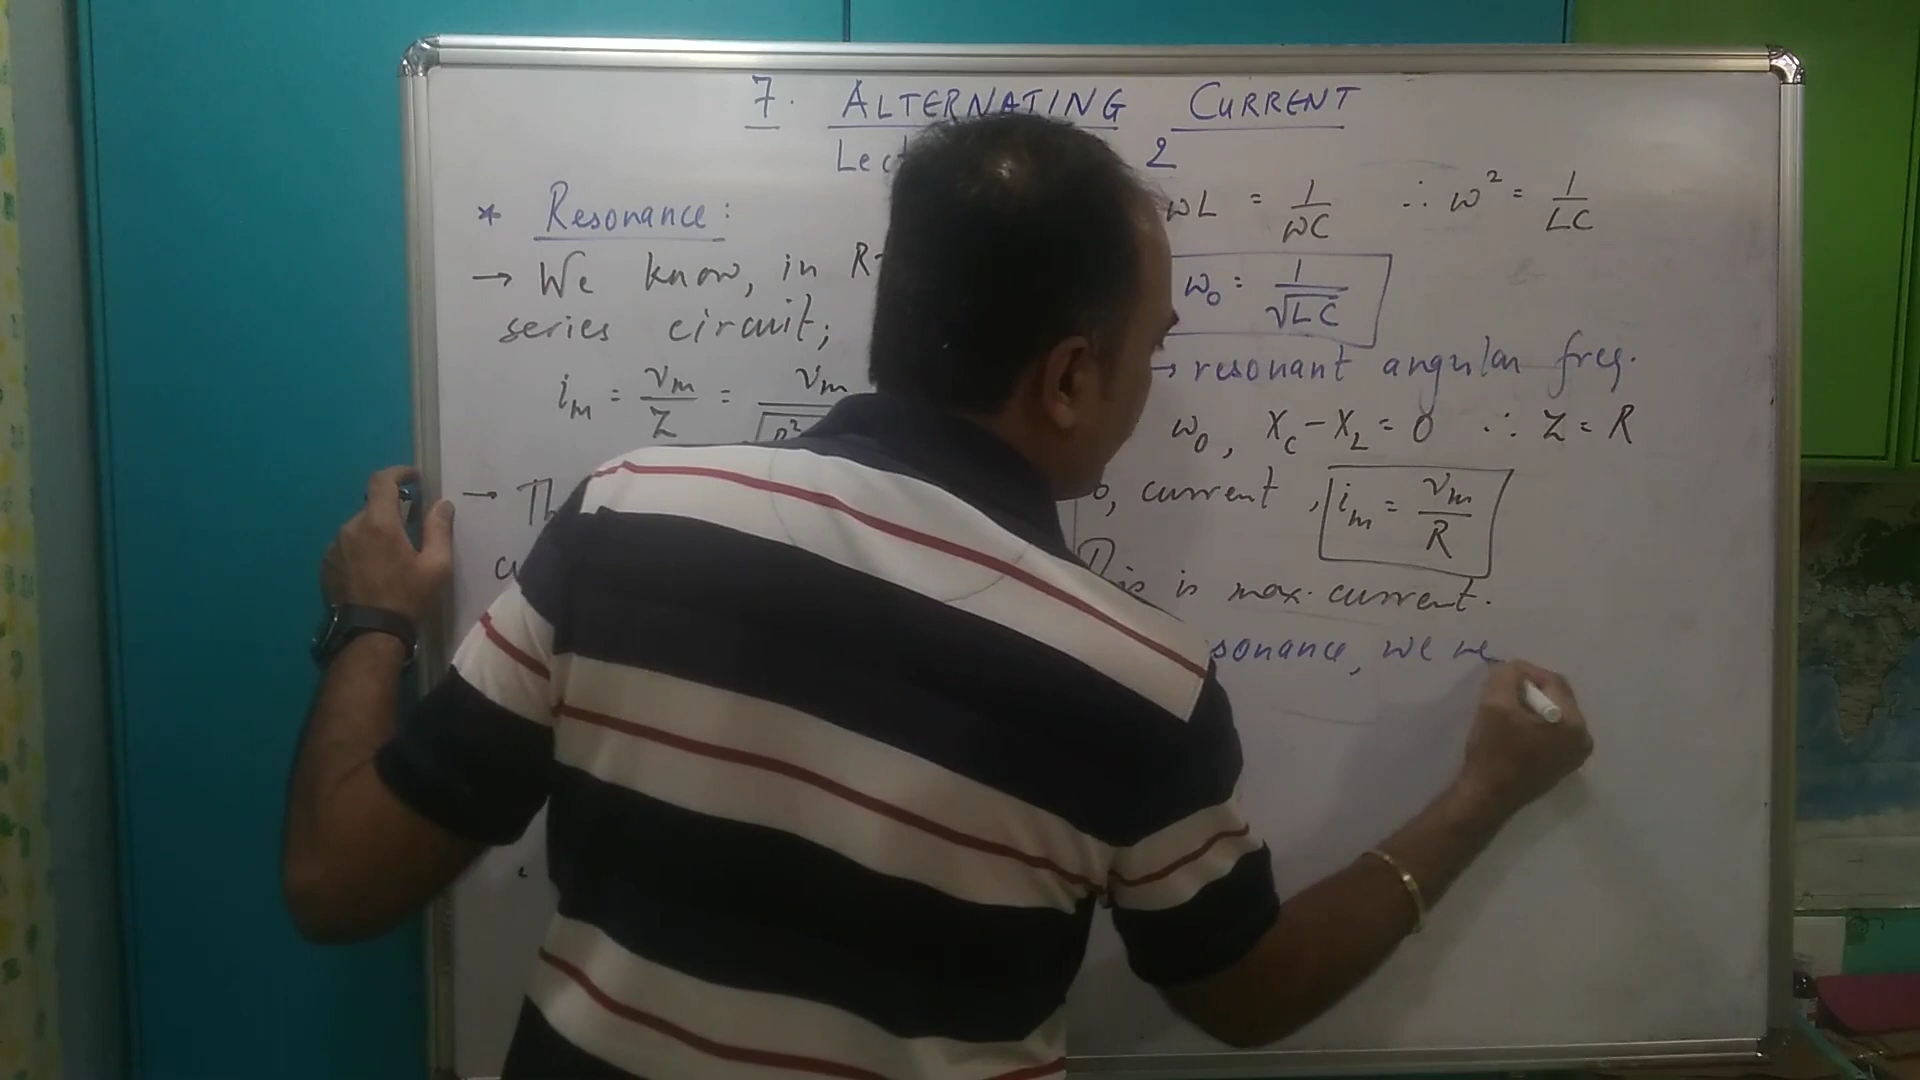 7. ALTERNATING CURRENT
2
* Resonance:
→ We know, in R-
series circuit;
i_m = v_m/Z = v_m/√R²
→ Th
ωL = 1/ωC ∴ ω² = 1/LC
ω₀ = 1/√LC
→ resonant angular freq.
ω₀, X_C - X_L = 0 ∴ Z = R
current, i_m = v_m/R
is max. current.
sonance, we ne